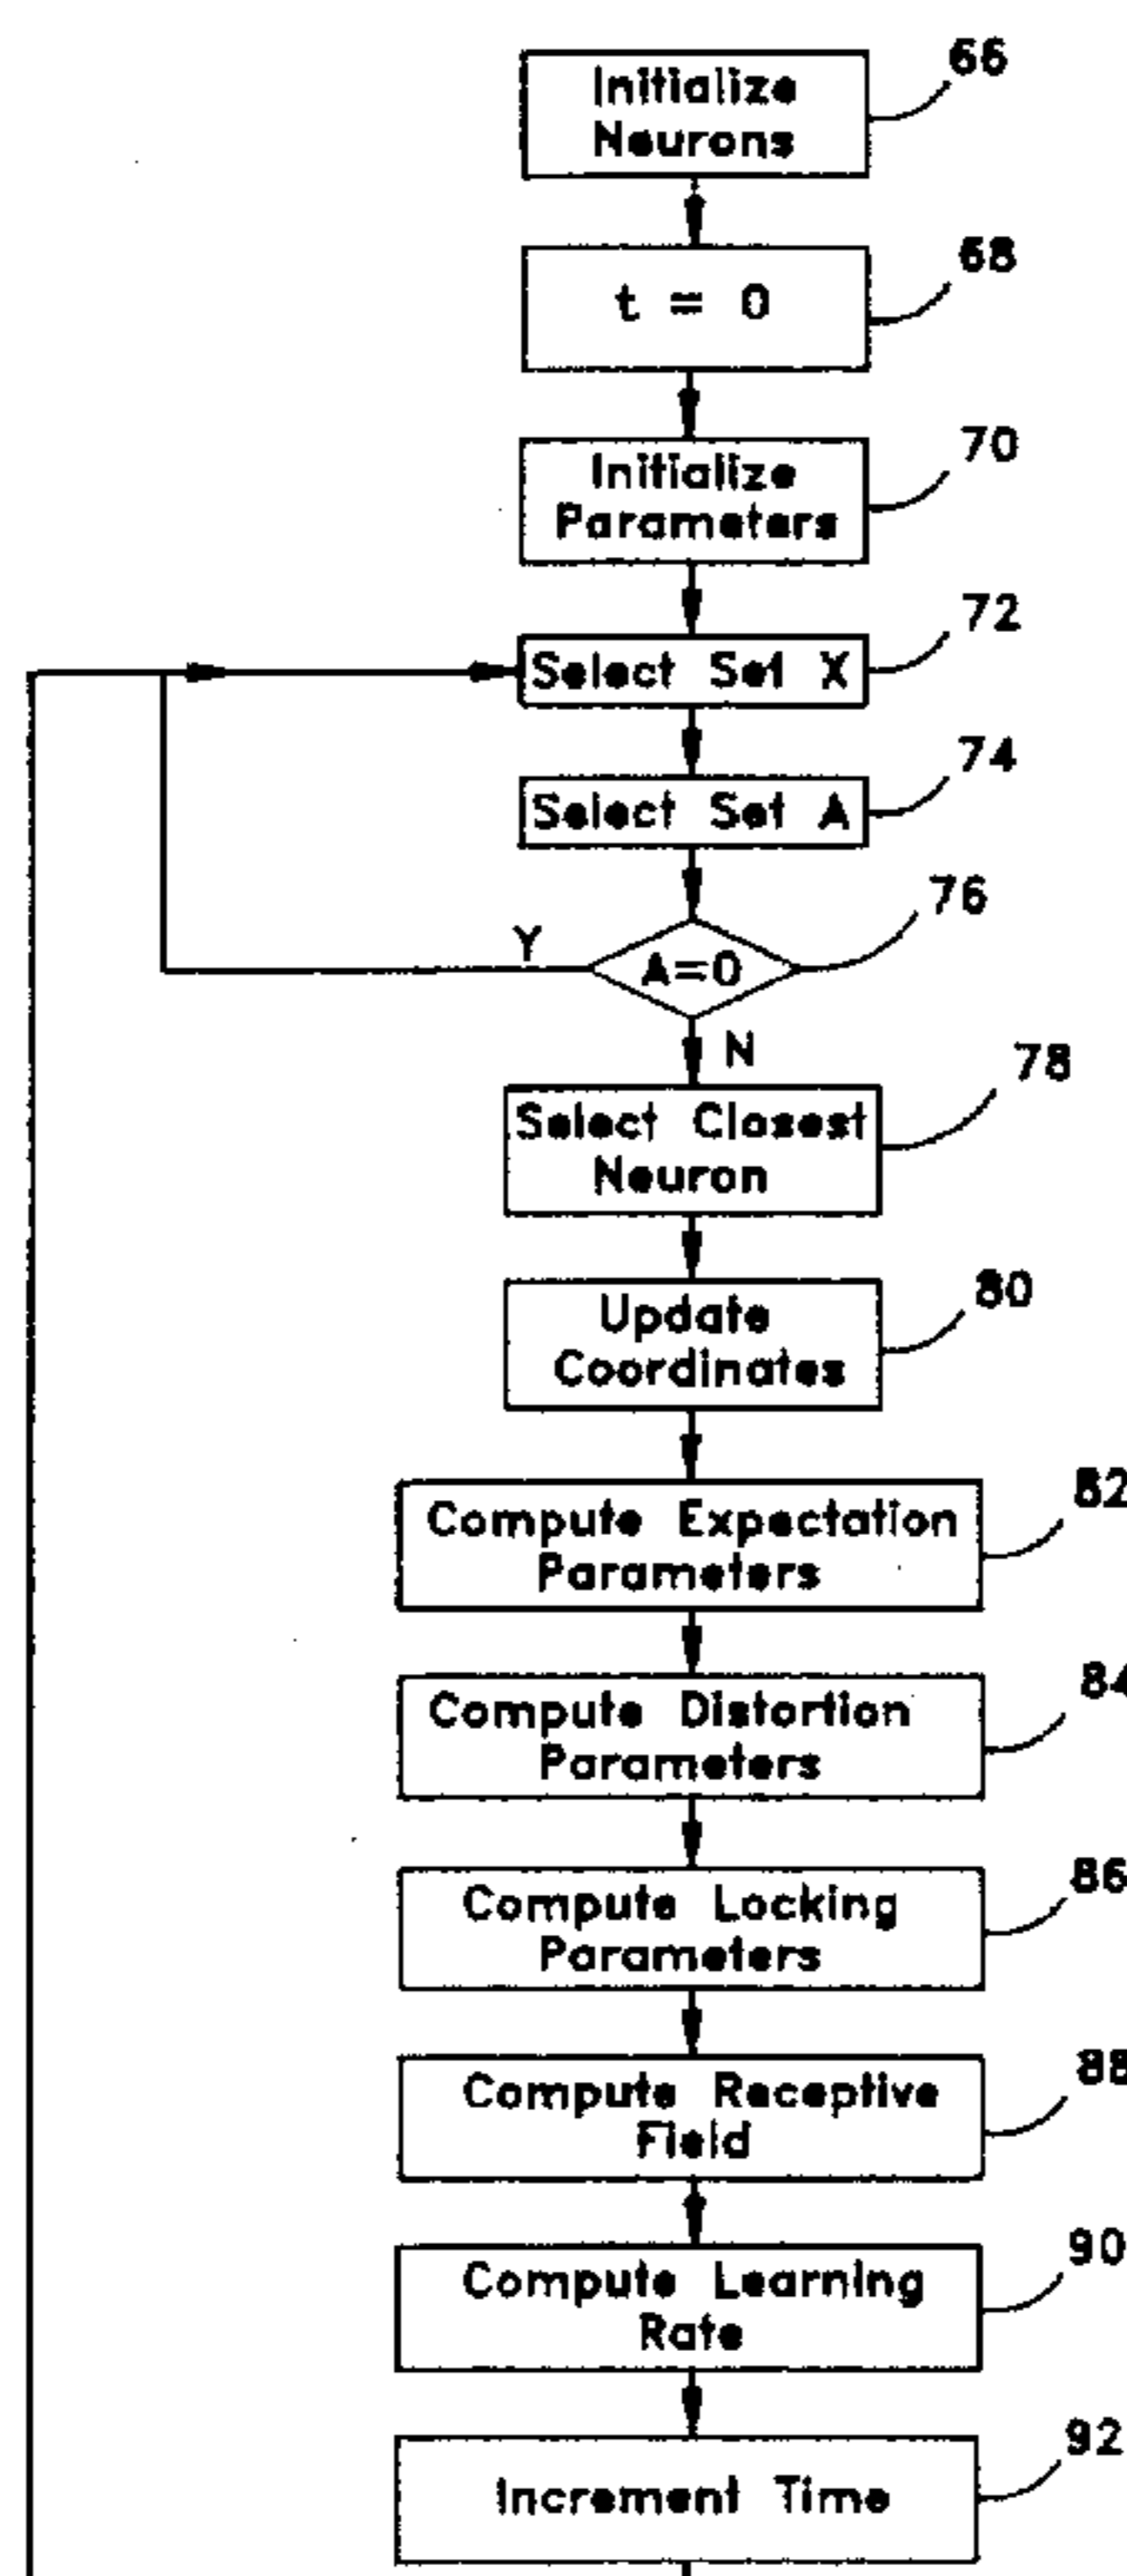 Initialize
Neurons
66
t = 0
68
Initialize
Parameters
70
Select Set X
72
Select Set A
74
A=0
76
Y
N
Select Closest
Neuron
78
Update
Coordinates
80
Compute Expectation
Parameters
82
Compute Distortion
Parameters
84
Compute Locking
Parameters
86
Compute Receptive
Field
88
Compute Learning
Rate
90
Increment Time
92